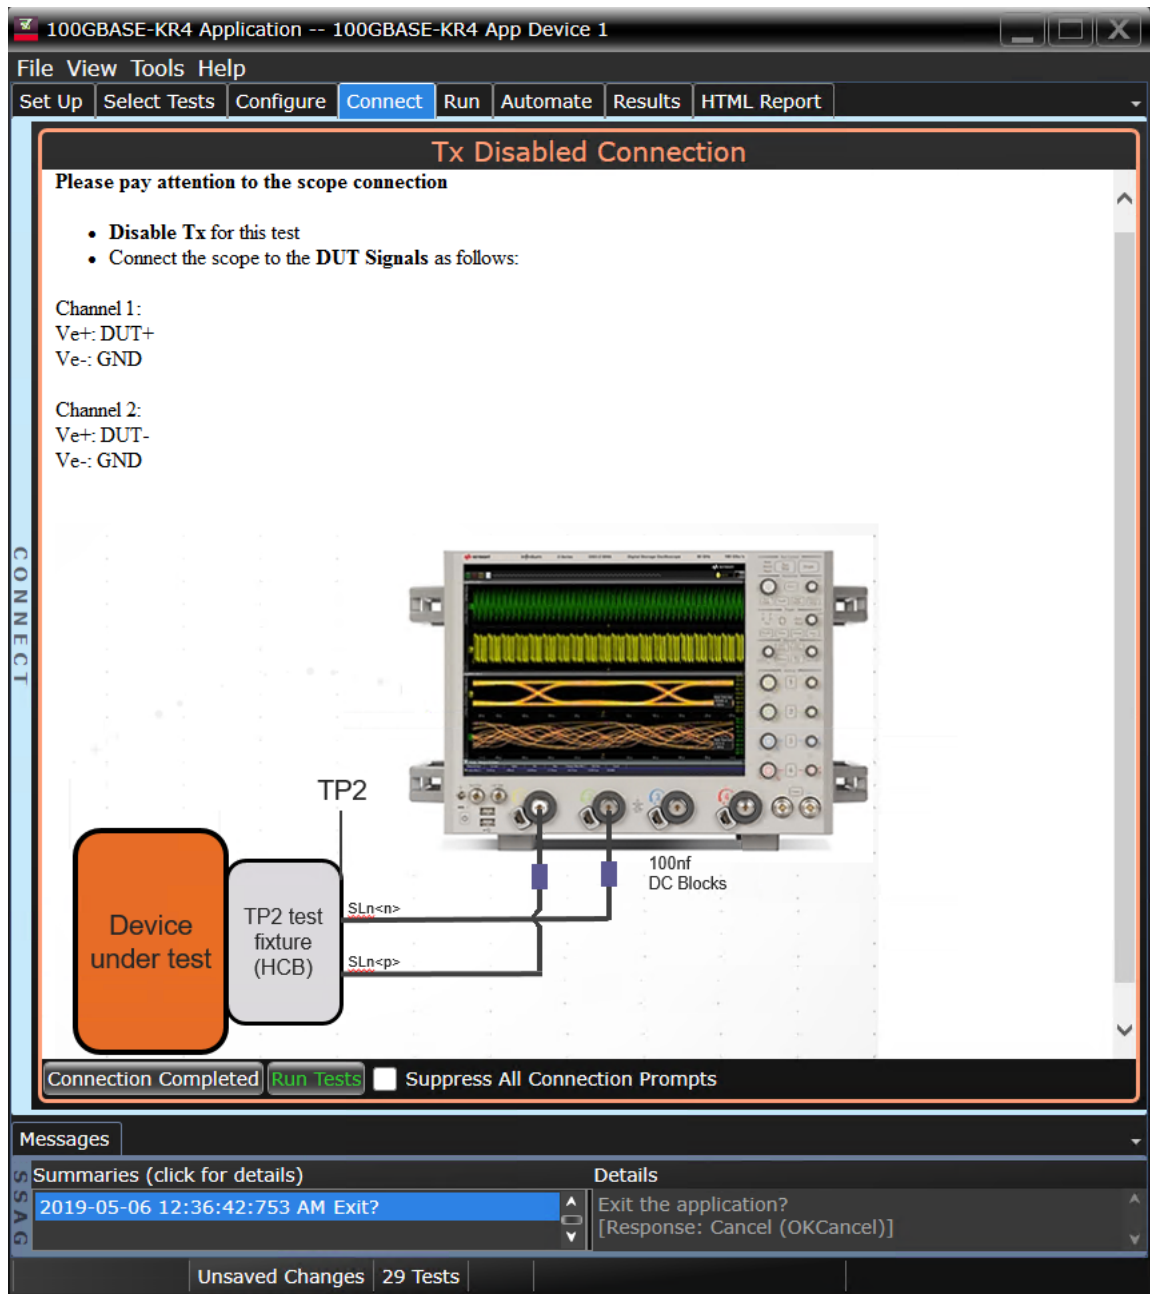 100GBASE-KR4 Application -- 100GBASE-KR4 App Device 1
File View Tools Help
Set Up Select Tests Configure Connect Run Automate Results HTML Report
Tx Disabled Connection
Please pay attention to the scope connection
• Disable Tx for this test
• Connect the scope to the DUT Signals as follows:
Channel 1:
Ve+: DUT+
Ve-: GND
Channel 2:
Ve+: DUT-
Ve-: GND
CONNECT
TP2
100nf
DC Blocks
Device
under test
TP2 test
fixture
(HCB)
SLn<n>
SLn<p>
Connection Completed Run Tests Suppress All Connection Prompts
Messages
Summaries (click for details) Details
2019-05-06 12:36:42:753 AM Exit?
Exit the application?
[Response: Cancel (OKCancel)]
SSAG
Unsaved Changes 29 Tests